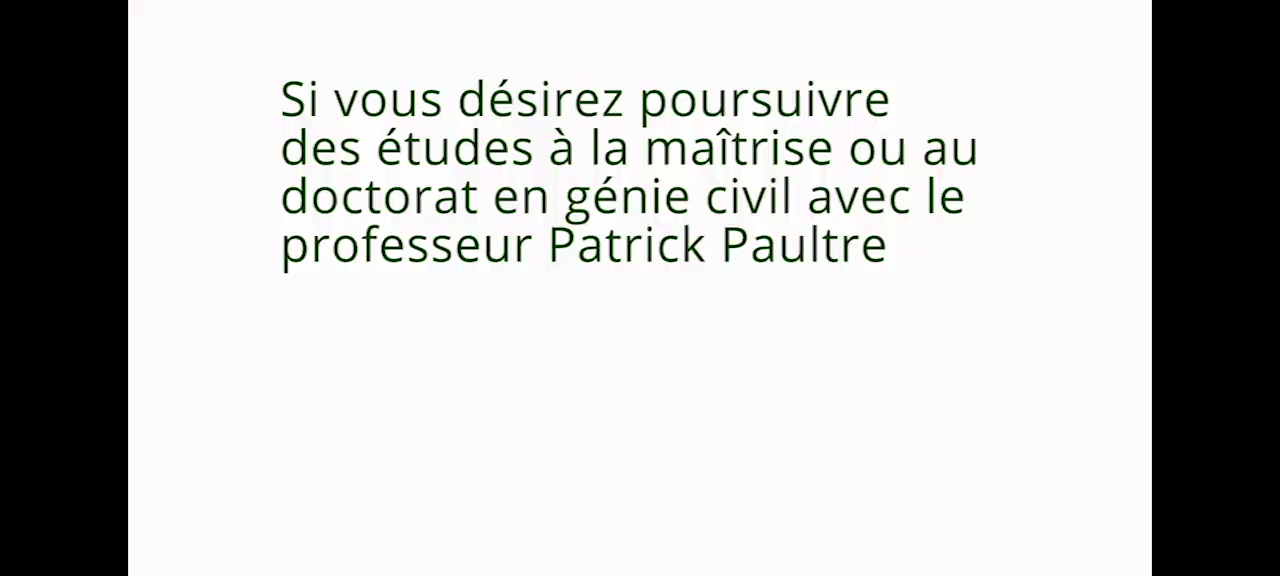 Si vous désirez poursuivre
des études à la maîtrise ou au
doctorat en génie civil avec le
professeur Patrick Paultre